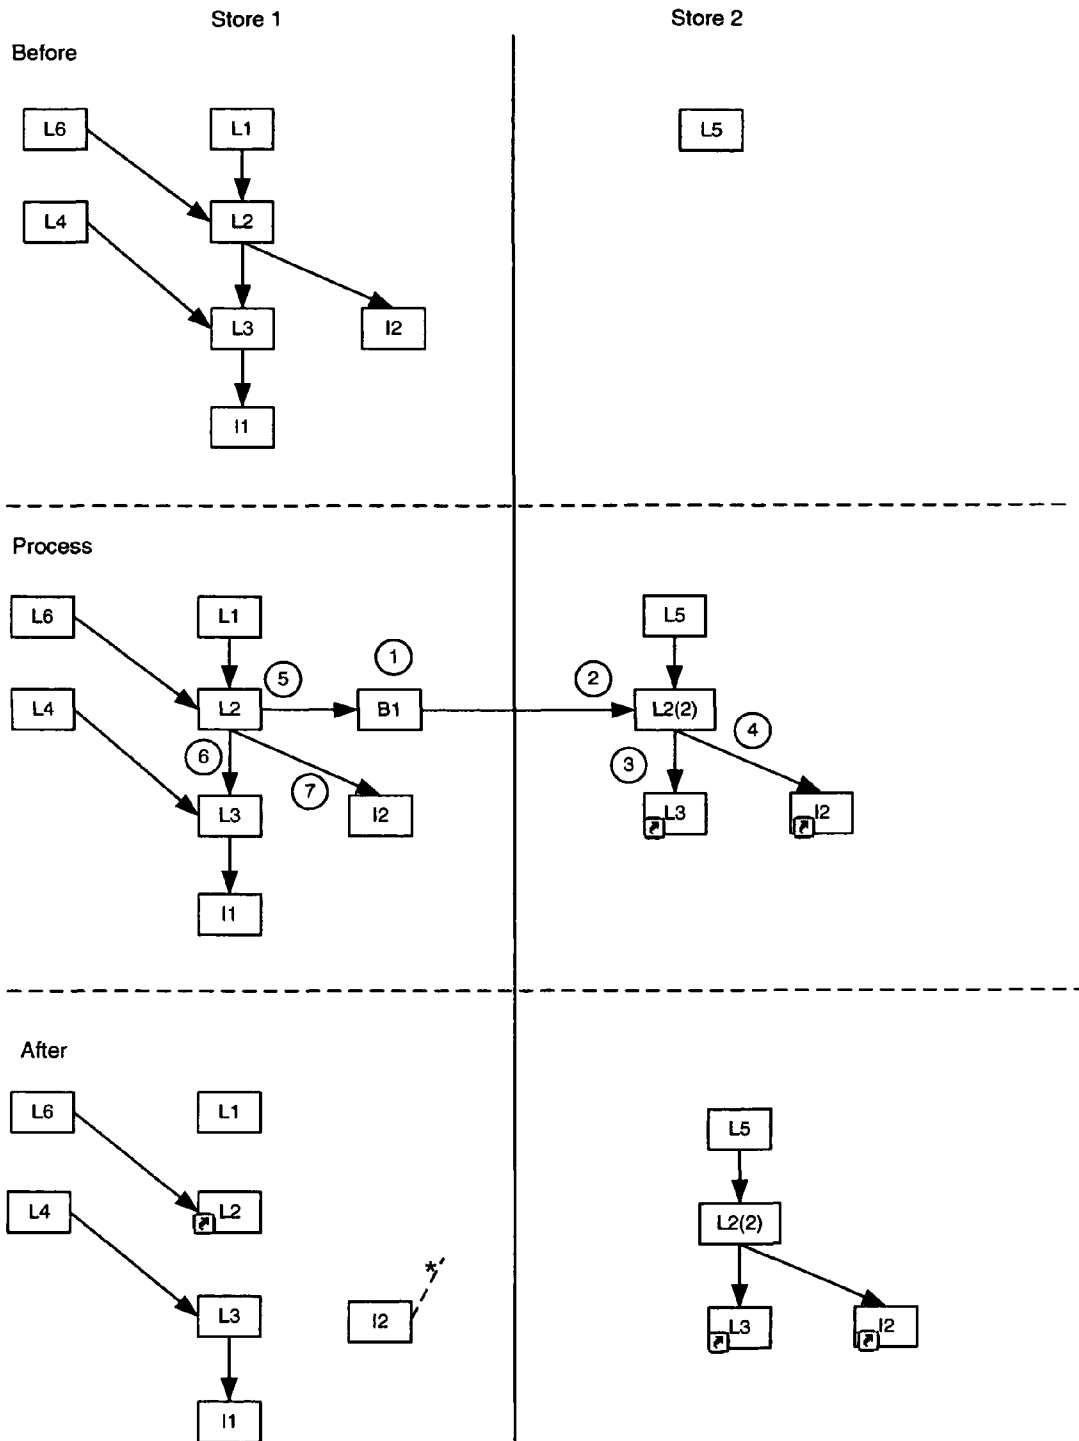 Store 1 Store 2
Before
L6 L1 L5
L4 L2
L3 I2
I1
Process
L6 L1 L5
1
5 2
L4 L2 B1 L2(2)
6 7 3 4
L3 I2 L3 I2
I1
After
L6 L1 L5
L4 L2 L2(2)
*
L3 I2 L3 I2
I1